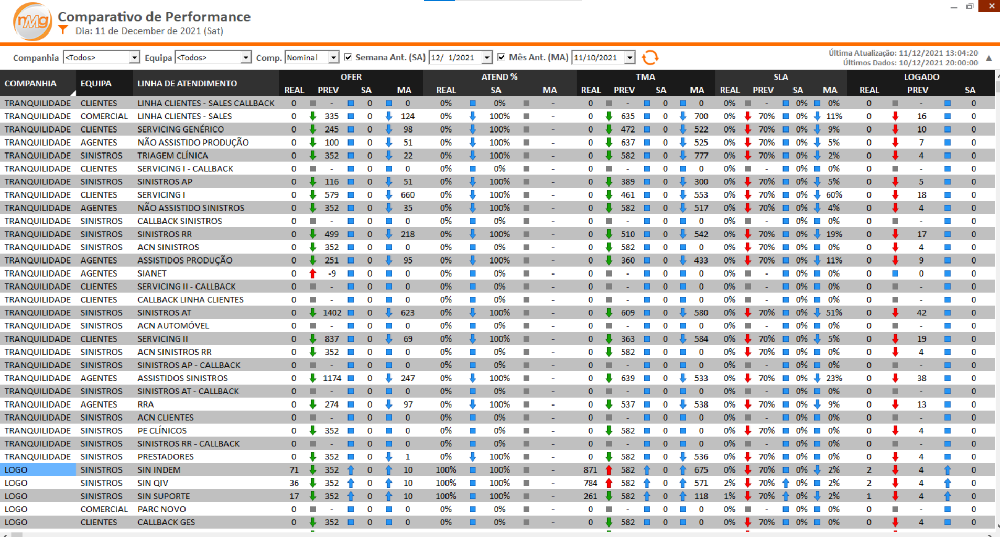 nMg
Comparativo de Performance
Dia: 11 de December de 2021 (Sat)
Companhia <Todos> Equipa <Todos> Comp. Nominal Semana Ant. (SA) 12/ 1/2021 Mês Ant. (MA) 11/10/2021
Última Atualização: 11/12/2021 13:04:20
Últimos Dados: 10/12/2021 20:00:00
COMPANHIA EQUIPA LINHA DE ATENDIMENTO OFER ATEND % TMA SLA LOGADO
REAL PREV SA MA REAL SA MA REAL PREV SA MA REAL PREV SA MA REAL PREV SA
TRANQUILIDADE CLIENTES LINHA CLIENTES - SALES CALLBACK 0 - 0 0 0% 0% - 0 - 0 0 0% - 0% 0% 0 - 0
TRANQUILIDADE COMERCIAL LINHA CLIENTES - SALES 0 335 0 124 0% 100% - 0 635 0 700 0% 70% 0% 11% 0 16 0
TRANQUILIDADE CLIENTES SERVICING GENÉRICO 0 245 0 98 0% 100% - 0 472 0 522 0% 70% 0% 9% 0 10 0
TRANQUILIDADE AGENTES NÃO ASSISTIDO PRODUÇÃO 0 100 0 51 0% 100% - 0 637 0 525 0% 70% 0% 5% 0 7 0
TRANQUILIDADE SINISTROS TRIAGEM CLÍNICA 0 352 0 22 0% 100% - 0 582 0 777 0% 70% 0% 2% 0 4 0
TRANQUILIDADE CLIENTES SERVICING I - CALLBACK 0 - 0 0 0% 0% - 0 - 0 0 0% - 0% 0% 0 - 0
TRANQUILIDADE SINISTROS SINISTROS AP 0 116 0 51 0% 100% - 0 389 0 300 0% 70% 0% 5% 0 5 0
TRANQUILIDADE CLIENTES SERVICING I 0 579 0 660 0% 100% - 0 461 0 553 0% 70% 0% 60% 0 18 0
TRANQUILIDADE AGENTES NÃO ASSISTIDO SINISTROS 0 352 0 35 0% 100% - 0 582 0 517 0% 70% 0% 4% 0 4 0
TRANQUILIDADE SINISTROS CALLBACK SINISTROS 0 - 0 0 0% 0% - 0 - 0 0 0% - 0% 0% 0 - 0
TRANQUILIDADE SINISTROS SINISTROS RR 0 499 0 218 0% 100% - 0 510 0 542 0% 70% 0% 19% 0 17 0
TRANQUILIDADE SINISTROS ACN SINISTROS 0 352 0 0 0% 0% - 0 582 0 0 0% 70% 0% 0% 0 4 0
TRANQUILIDADE AGENTES ASSISTIDOS PRODUÇÃO 0 251 0 95 0% 100% - 0 360 0 433 0% 70% 0% 11% 0 9 0
TRANQUILIDADE AGENTES SIANET 0 -9 0 0 0% 0% - 0 - 0 0 0% - 0% 0% 0 0 0
TRANQUILIDADE CLIENTES SERVICING II - CALLBACK 0 - 0 0 0% 0% - 0 - 0 0 0% - 0% 0% 0 - 0
TRANQUILIDADE CLIENTES CALLBACK LINHA CLIENTES 0 - 0 0 0% 0% - 0 - 0 0 0% - 0% 0% 0 - 0
TRANQUILIDADE SINISTROS SINISTROS AT 0 1402 0 623 0% 100% - 0 609 0 580 0% 70% 0% 51% 0 42 0
TRANQUILIDADE SINISTROS ACN AUTOMÓVEL 0 - 0 0 0% 0% - 0 - 0 0 0% - 0% 0% 0 - 0
TRANQUILIDADE CLIENTES SERVICING II 0 837 0 69 0% 100% - 0 363 0 584 0% 70% 0% 5% 0 19 0
TRANQUILIDADE SINISTROS ACN SINISTROS RR 0 352 0 0 0% 0% - 0 582 0 0 0% 70% 0% 0% 0 4 0
TRANQUILIDADE SINISTROS SINISTROS AP - CALLBACK 0 - 0 0 0% 0% - 0 - 0 0 0% - 0% 0% 0 - 0
TRANQUILIDADE AGENTES ASSISTIDOS SINISTROS 0 1174 0 247 0% 100% - 0 639 0 533 0% 70% 0% 23% 0 38 0
TRANQUILIDADE SINISTROS SINISTROS AT - CALLBACK 0 - 0 0 0% 0% - 0 - 0 0 0% - 0% 0% 0 - 0
TRANQUILIDADE AGENTES RRA 0 274 0 97 0% 100% - 0 537 0 538 0% 70% 0% 9% 0 13 0
TRANQUILIDADE SINISTROS ACN CLIENTES 0 - 0 0 0% 0% - 0 - 0 0 0% - 0% 0% 0 - 0
TRANQUILIDADE SINISTROS PE CLÍNICOS 0 352 0 0 0% 0% - 0 582 0 0 0% 70% 0% 0% 0 4 0
TRANQUILIDADE SINISTROS SINISTROS RR - CALLBACK 0 - 0 0 0% 0% - 0 - 0 0 0% - 0% 0% 0 - 0
TRANQUILIDADE SINISTROS PRESTADORES 0 352 0 1 0% 100% - 0 582 0 536 0% 70% 0% 0% 0 4 0
LOGO SINISTROS SIN INDEM 71 352 0 10 100% 100% - 871 582 0 675 0% 70% 0% 2% 2 4 0
LOGO SINISTROS SIN QIV 36 352 0 10 100% 100% - 784 582 0 571 2% 70% 0% 2% 2 4 0
LOGO SINISTROS SIN SUPORTE 17 352 0 10 100% 100% - 261 582 0 118 1% 70% 0% 2% 1 4 0
LOGO COMERCIAL PARC NOVO 0 - 0 0 0% 0% - 0 - 0 0 0% - 0% 0% 0 - 0
LOGO CLIENTES CALLBACK GES 0 352 0 0 0% 0% - 0 582 0 0 0% 70% 0% 0% 0 4 0